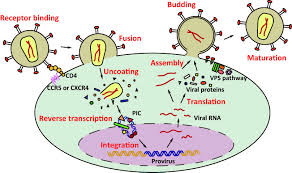 Receptor binding
Fusion
Budding
CD4
CCR5 or CXCR4
Uncoating
Assembly
VPS pathway
Maturation
Viral proteins
Translation
Reverse transcription
PIC
Viral RNA
Integration
Provirus